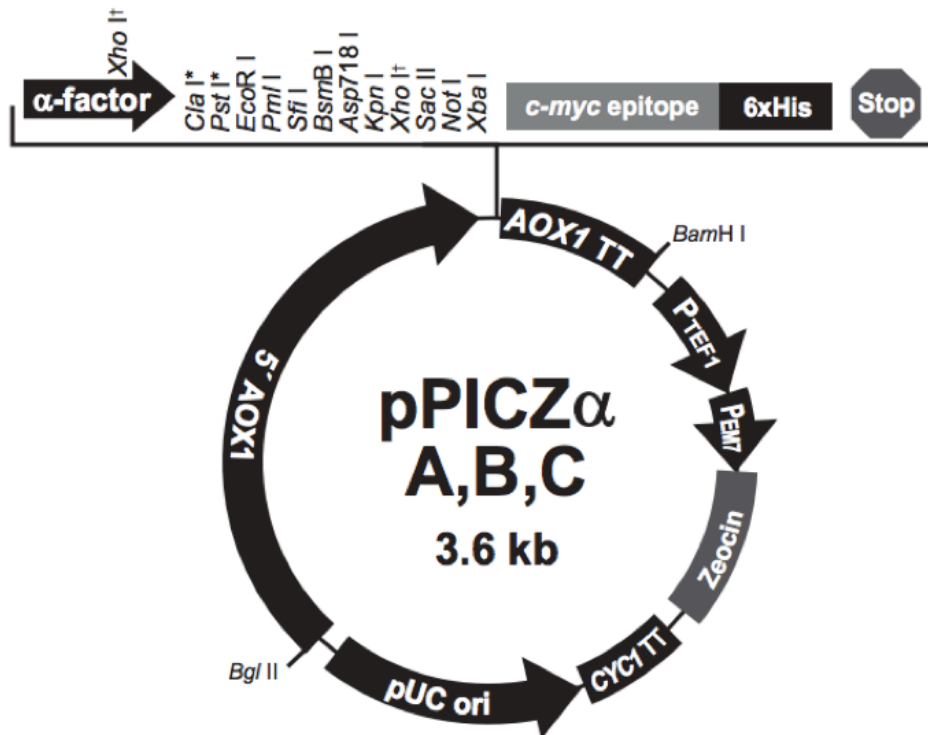 α-factor
Xho I†
Cla I*
Pst I*
EcoR I
Pml I
Sfi I
BsmB I
Asp718 I
Kpn I
Xho I†
Sac II
Not I
Xba I
c-myc epitope
6xHis
Stop
AOX1 TT
BamH I
PTEF1
PEM7
Zeocin
CYC1 TT
pUC ori
Bgl II
5´ AOX1
pPICZα
A,B,C
3.6 kb